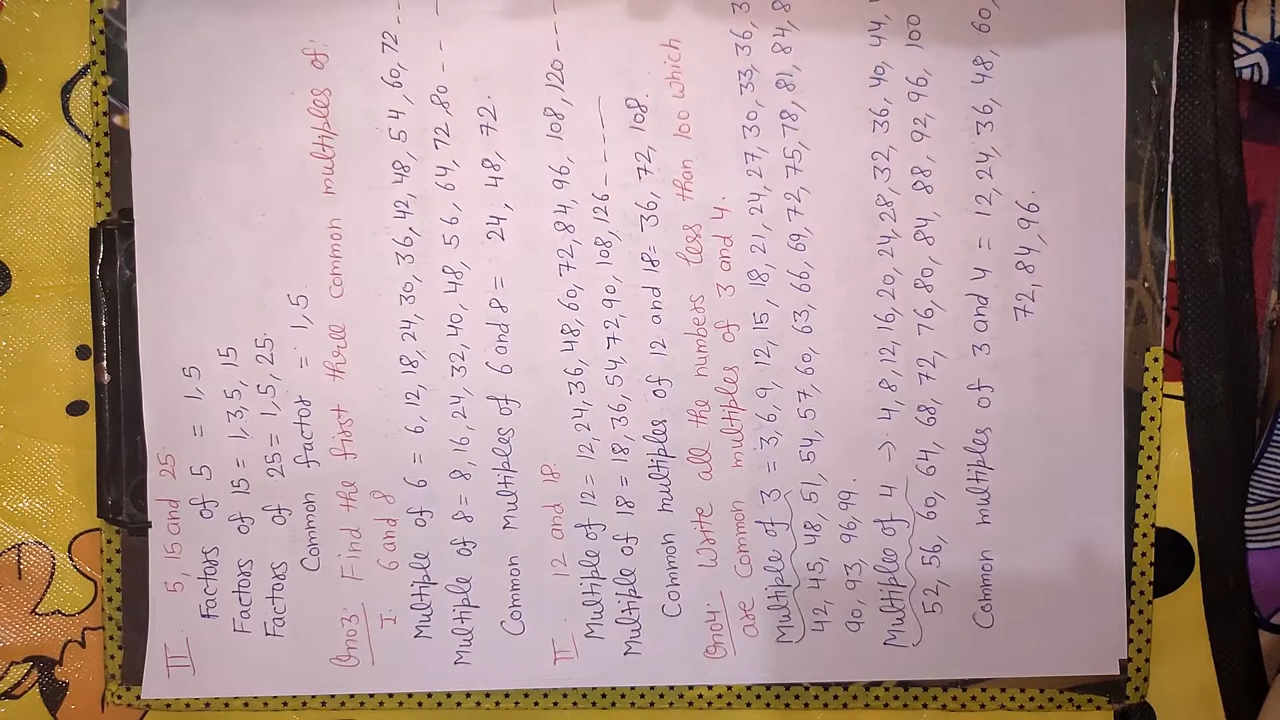 II. 5, 15 and 25.
Factors of 5 = 1, 5
Factors of 15 = 1, 3, 5, 15
Factors of 25 = 1, 5, 25.
Common factor = 1, 5.
Qno3: Find the first three common multiples of:
I. 6 and 8
Multiple of 6 = 6, 12, 18, 24, 30, 36, 42, 48, 54, 60, 72 --
Multiple of 8 = 8, 16, 24, 32, 40, 48, 56, 64, 72, 80 - - -
Common multiples of 6 and 8 = 24, 48, 72.
II. 12 and 18.
Multiple of 12 = 12, 24, 36, 48, 60, 72, 84, 96, 108, 120 ---
Multiple of 18 = 18, 36, 54, 72, 90, 108, 126 - - - -
Common multiples of 12 and 18 = 36, 72, 108.
Qno4: Write all the numbers less than 100 which
are common multiples of 3 and 4.
Multiple of 3 = 3, 6, 9, 12, 15, 18, 21, 24, 27, 30, 33, 36, 3
42, 45, 48, 51, 54, 57, 60, 63, 66, 69, 72, 75, 78, 81, 84, 8
90, 93, 96, 99.
Multiples of 4 → 4, 8, 12, 16, 20, 24, 28, 32, 36, 40, 44,
52, 56, 60, 64, 68, 72, 76, 80, 84, 88, 92, 96, 100
Common multiples of 3 and 4 = 12, 24, 36, 48, 60,
72, 84, 96.